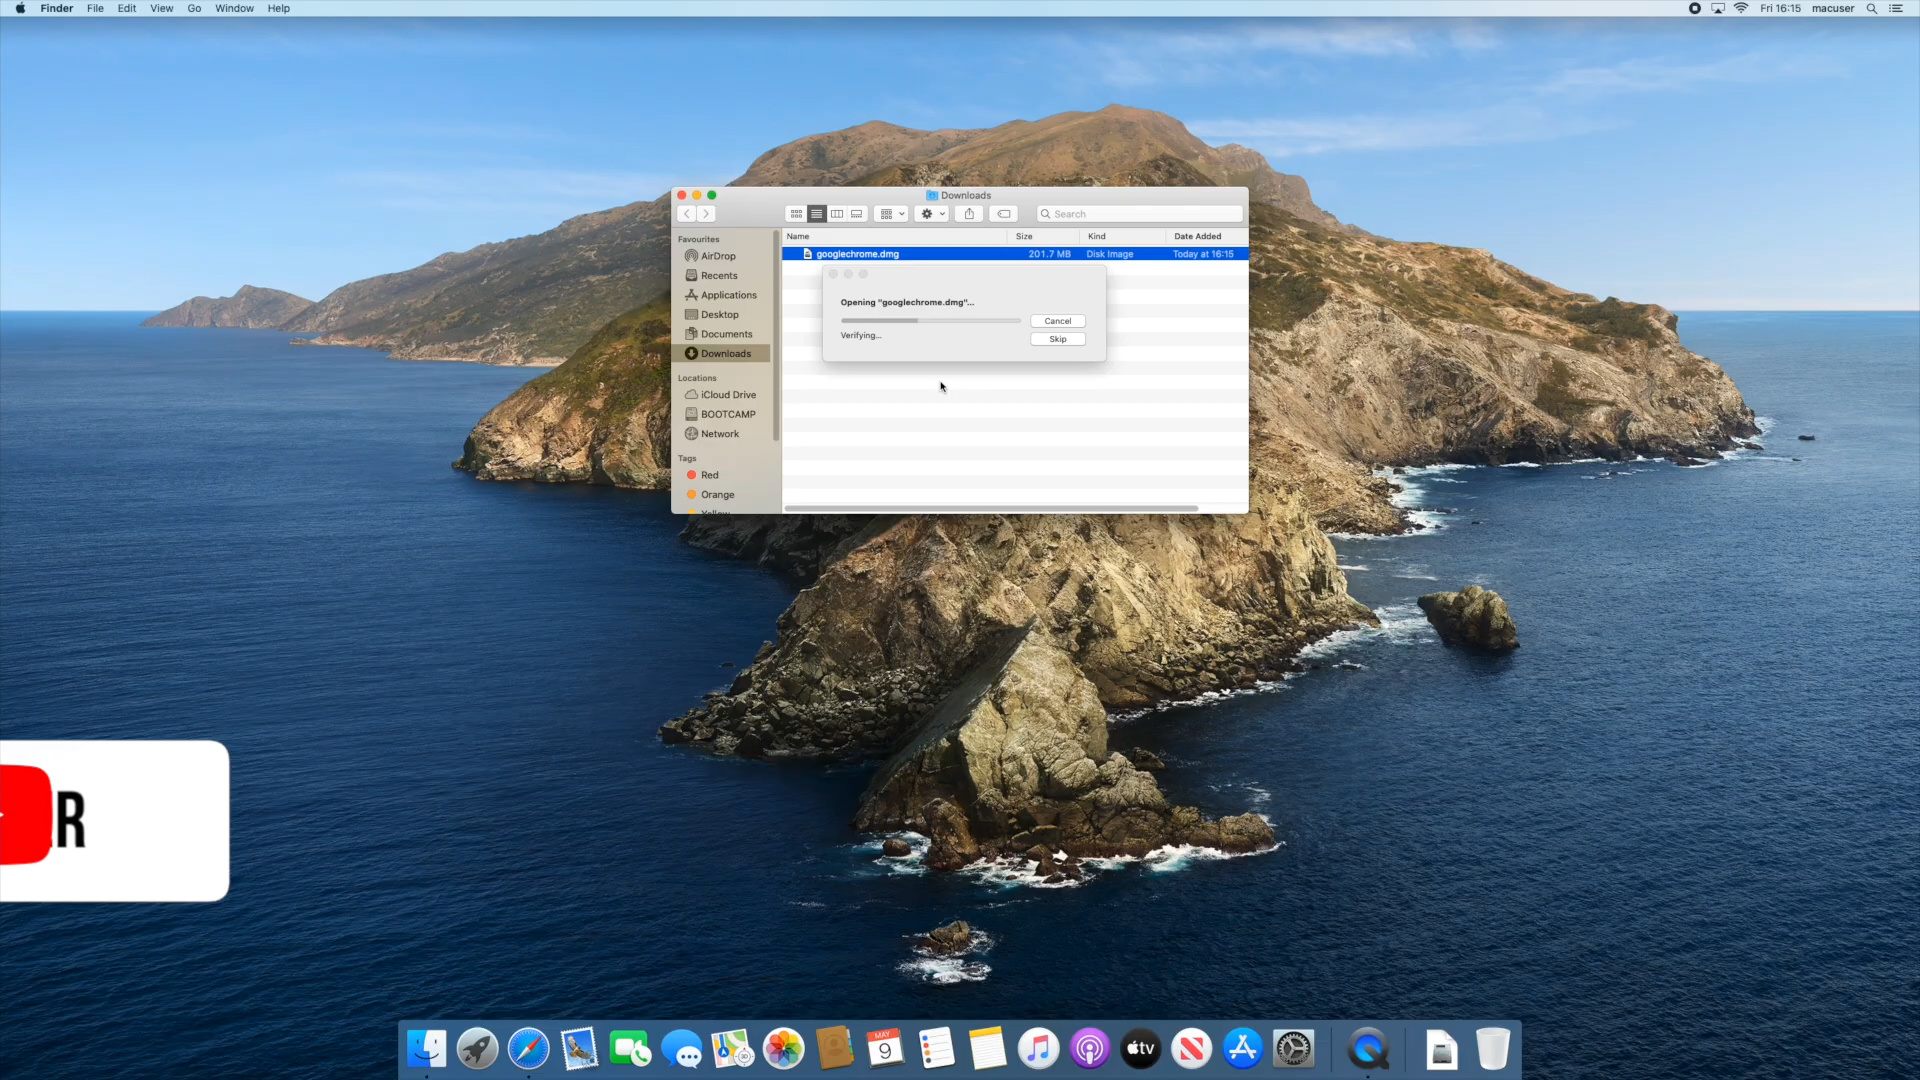 Finder File Edit View Go Window Help
Fri 16:15 macuser
Downloads
Search
Favourites
AirDrop
Recents
Applications
Desktop
Documents
Downloads
Locations
iCloud Drive
BOOTCAMP
Network
Tags
Red
Orange
Yellow
Name Size Kind Date Added
googlechrome.dmg 201.7 MB Disk Image Today at 16:15
Opening "googlechrome.dmg"...
Cancel
Verifying...
Skip
R
MAY
9
3D
tv